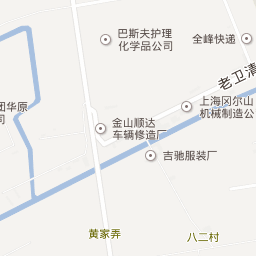 巴斯夫护理
化学品公司
全峰快递
老卫清
团华原
司
上海冈尔山
机械制造公
金山顺达
车辆修造厂
吉驰服装厂
黄家弄
八二村